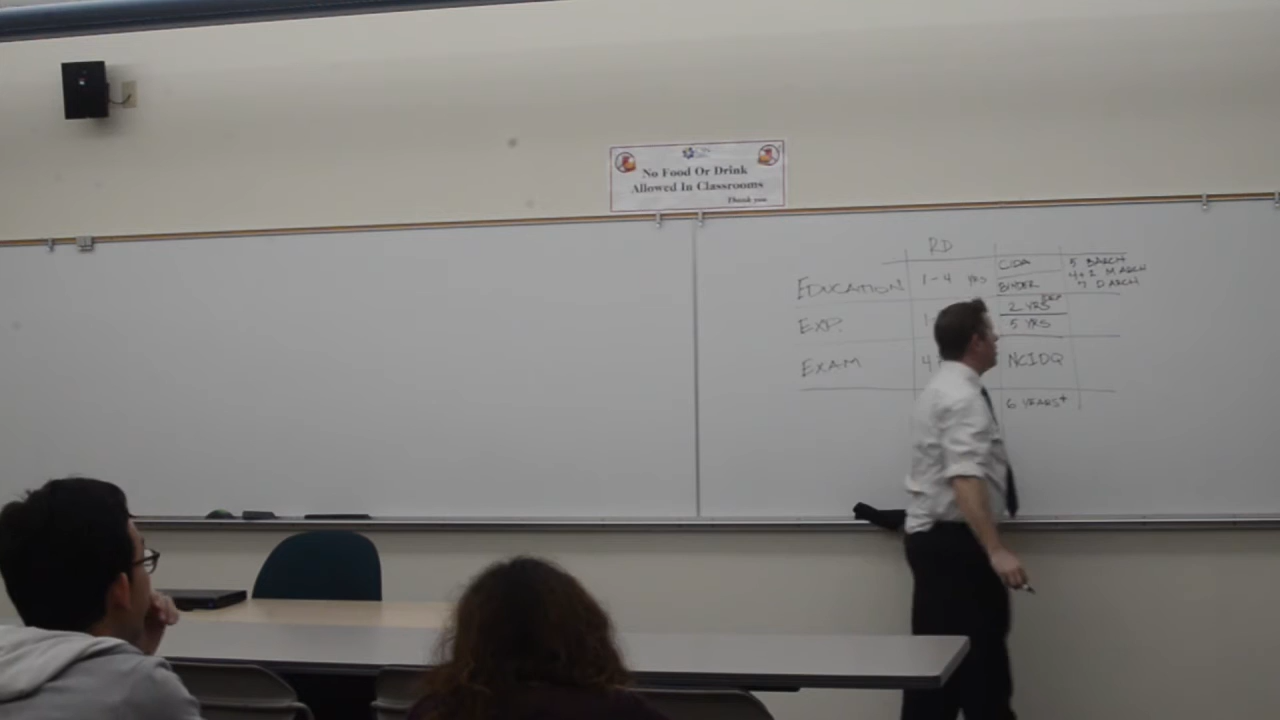 No Food Or Drink
Allowed In Classrooms
Thank you
RD
EDUCATION 1-4 YRS CIDA 5 BARCH
4+2 MARCH
BINDER 7 DARCH
EXP. 2 YRS
5 YRS
EXAM 4 NCIDQ
6 YEARS+